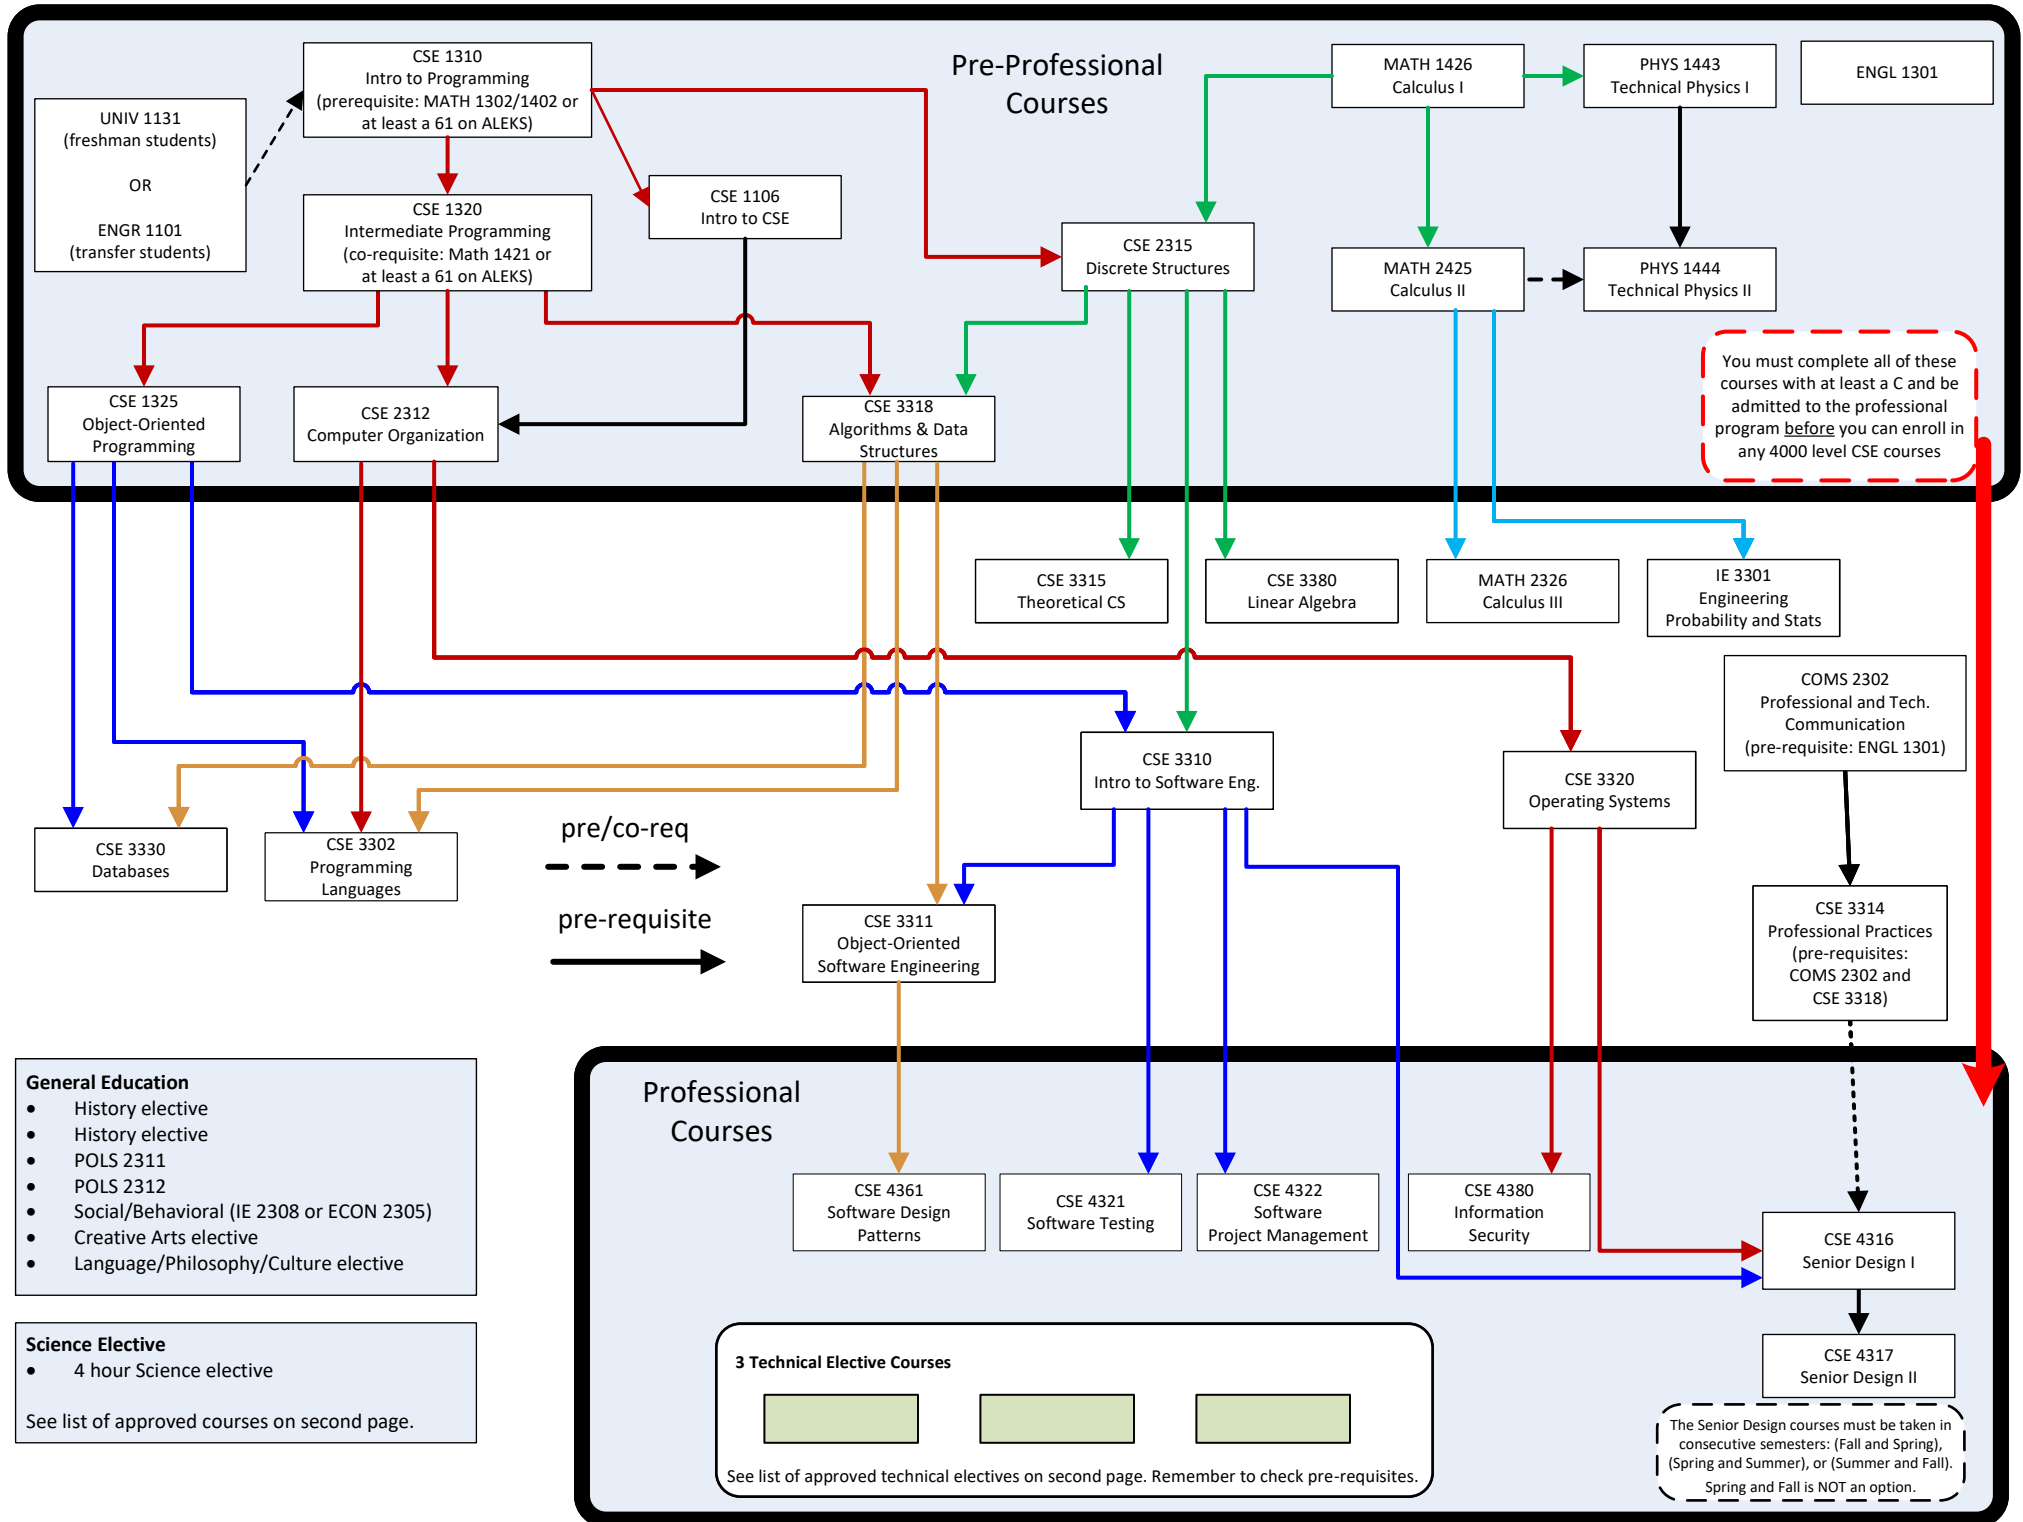 Pre-Professional
Courses
CSE 1310
Intro to Programming
(prerequisite: MATH 1302/1402 or
at least a 61 on ALEKS)
UNIV 1131
(freshman students)
OR
ENGR 1101
(transfer students)
CSE 1320
Intermediate Programming
(co-requisite: Math 1421 or
at least a 61 on ALEKS)
CSE 1106
Intro to CSE
CSE 2315
Discrete Structures
MATH 1426
Calculus I
PHYS 1443
Technical Physics I
ENGL 1301
MATH 2425
Calculus II
PHYS 1444
Technical Physics II
You must complete all of these
courses with at least a C and be
admitted to the professional
program before you can enroll in
any 4000 level CSE courses
CSE 1325
Object-Oriented
Programming
CSE 2312
Computer Organization
CSE 3318
Algorithms & Data
Structures
CSE 3315
Theoretical CS
CSE 3380
Linear Algebra
MATH 2326
Calculus III
IE 3301
Engineering
Probability and Stats
COMS 2302
Professional and Tech.
Communication
(pre-requisite: ENGL 1301)
CSE 3310
Intro to Software Eng.
CSE 3320
Operating Systems
CSE 3330
Databases
CSE 3302
Programming
Languages
pre/co-req
pre-requisite
CSE 3311
Object-Oriented
Software Engineering
CSE 3314
Professional Practices
(pre-requisites:
COMS 2302 and
CSE 3318)
General Education
• History elective
• History elective
• POLS 2311
• POLS 2312
• Social/Behavioral (IE 2308 or ECON 2305)
• Creative Arts elective
• Language/Philosophy/Culture elective
Science Elective
• 4 hour Science elective
See list of approved courses on second page.
Professional
Courses
CSE 4361
Software Design
Patterns
CSE 4321
Software Testing
CSE 4322
Software
Project Management
CSE 4380
Information
Security
CSE 4316
Senior Design I
CSE 4317
Senior Design II
3 Technical Elective Courses
See list of approved technical electives on second page. Remember to check pre-requisites.
The Senior Design courses must be taken in
consecutive semesters: (Fall and Spring),
(Spring and Summer), or (Summer and Fall).
Spring and Fall is NOT an option.